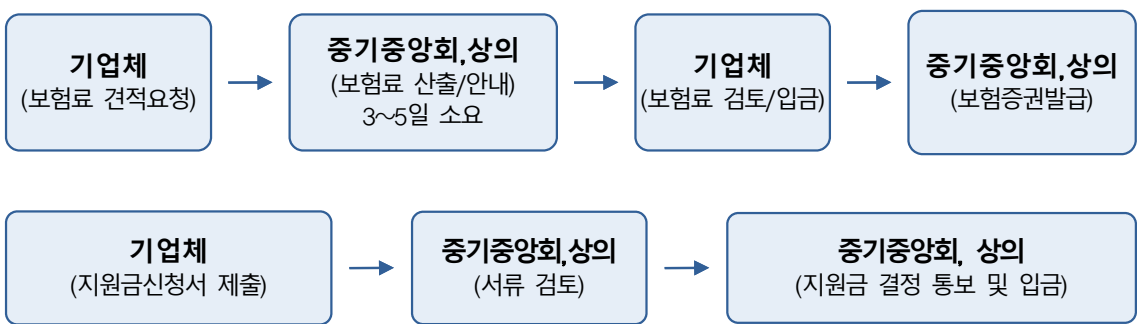 기업체
(보험료 견적요청)
중기중앙회,상의
(보험료 산출/안내)
3~5일 소요
기업체
(보험료 검토/입금)
중기중앙회,상의
(보험증권발급)
기업체
(지원금신청서 제출)
중기중앙회,상의
(서류 검토)
중기중앙회, 상의
(지원금 결정 통보 및 입금)